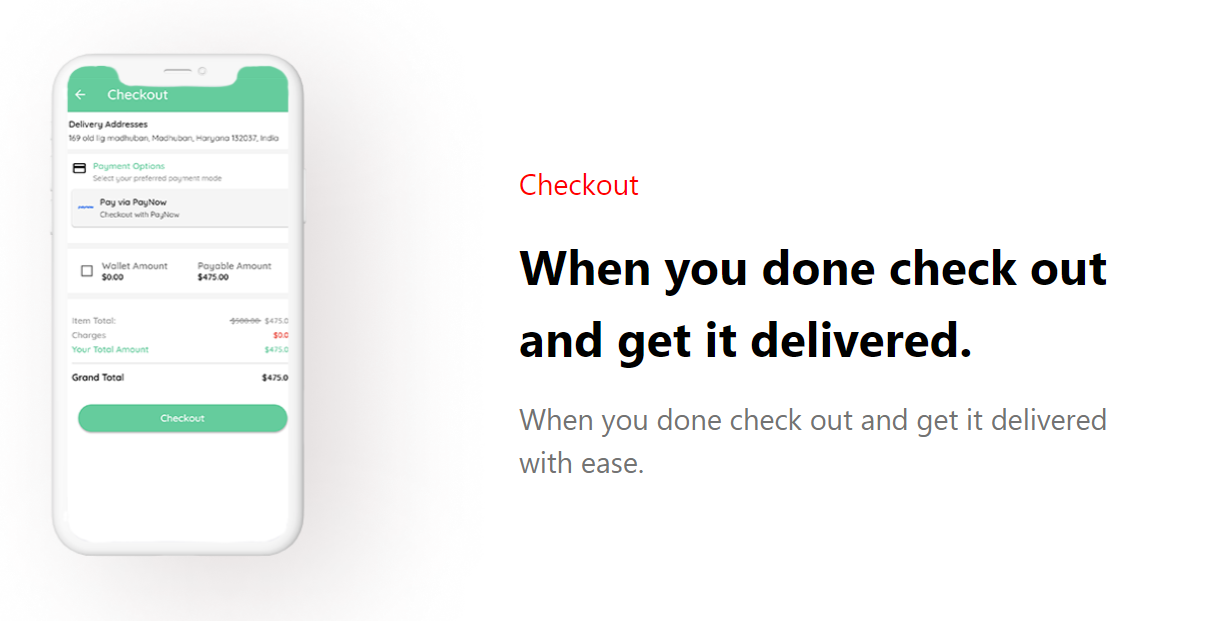 Checkout
Delivery Addresses
169 old llg madhuban, Madhuban, Haryana 132037, India
Payment Options
Select your preferred payment mode
Pay via PayNow
Checkout with PayNow
Wallet Amount Payable Amount
$0.00 $475.00
Item Total: $500.00 $475.0
Charges $0.0
Your Total Amount $475.0
Grand Total $475.0
Checkout
Checkout
When you done check out
and get it delivered.
When you done check out and get it delivered
with ease.